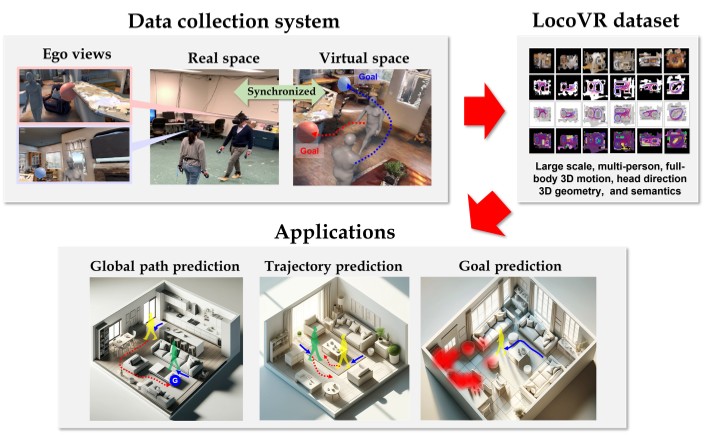 Data collection system
Ego views
Real space
Virtual space
Synchronized
Goal
Goal
LocoVR dataset
Large scale, multi-person, full-
body 3D motion, head direction
3D geometry, and semantics
Applications
Global path prediction
Trajectory prediction
Goal prediction
G